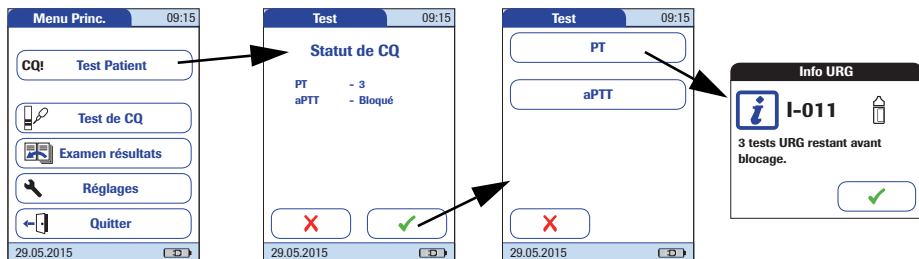 Menu Princ. 09:15
CQ! Test Patient
Test de CQ
Examen résultats
Réglages
Quitter
29.05.2015
Test 09:15
Statut de CQ
PT - 3
aPTT - Bloqué
29.05.2015
Test 09:15
PT
aPTT
29.05.2015
Info URG
i I-011
3 tests URG restant avant
blocage.